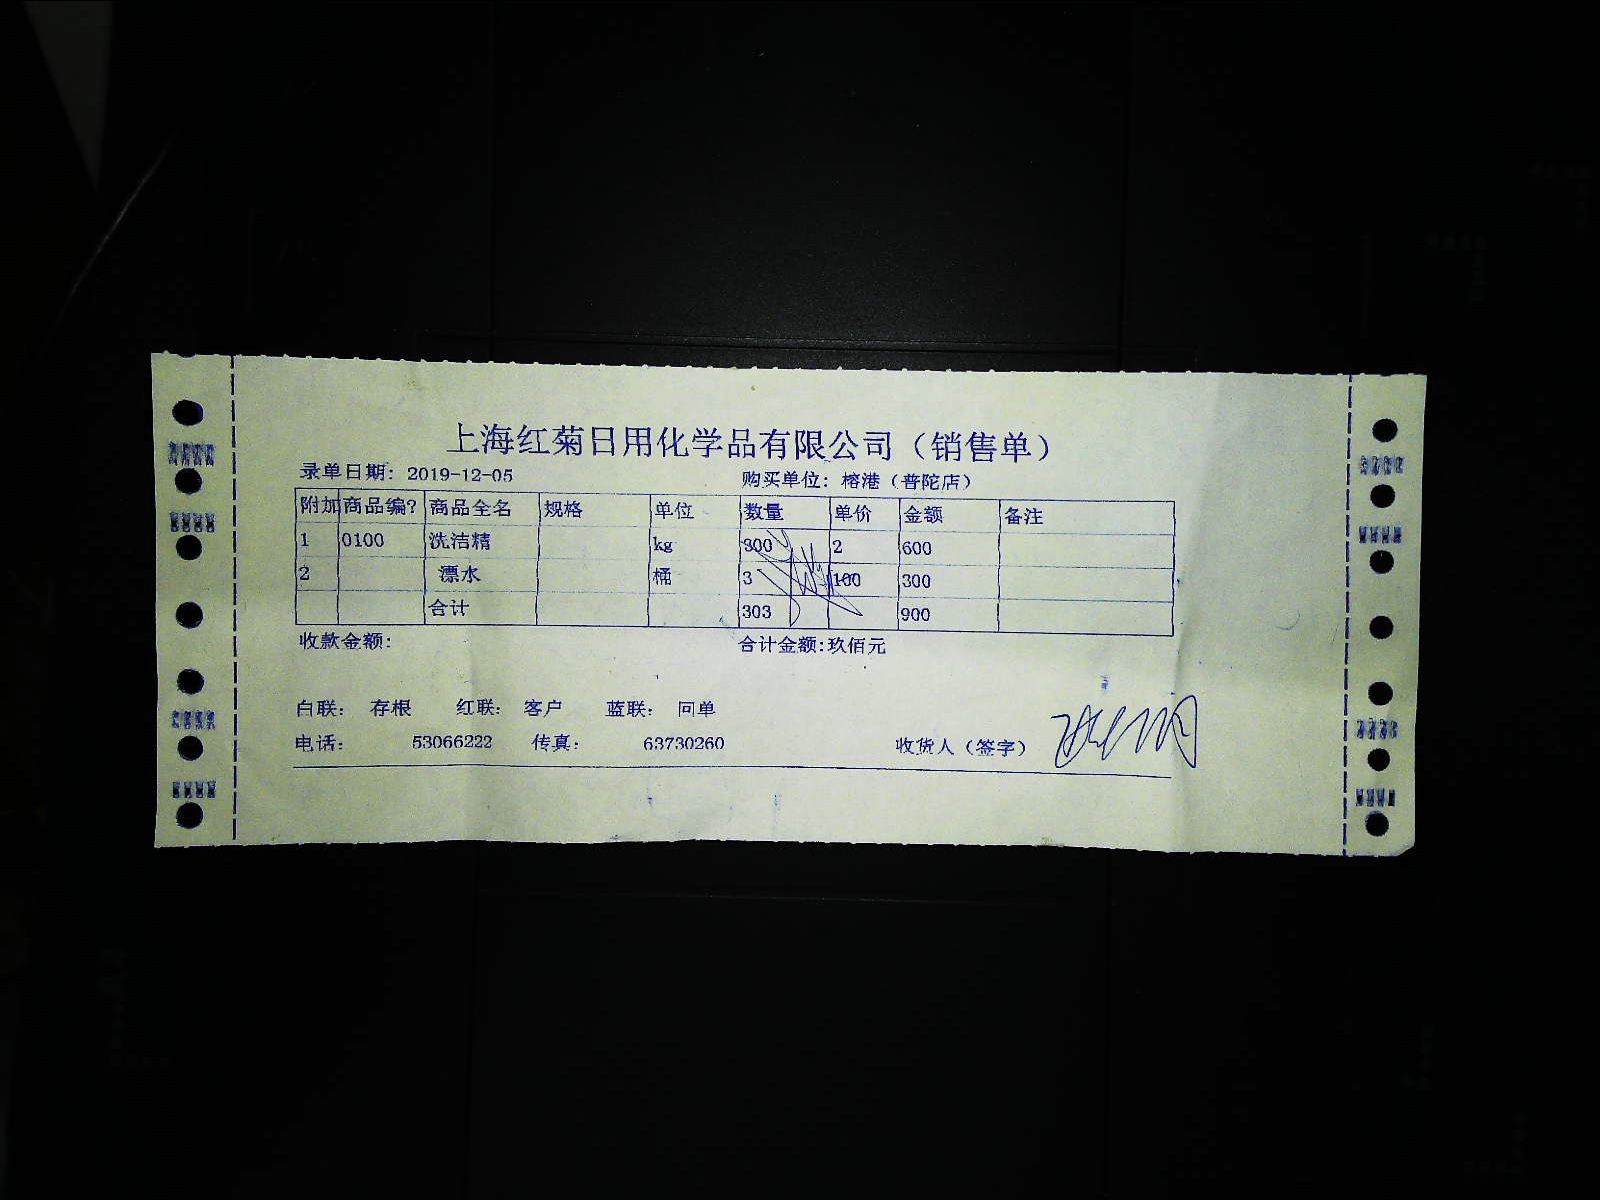 上海红菊日用化学品有限公司（销售单）
录单日期: 2019-12-05 购买单位: 榕港（普陀店）
附加 商品编? 商品全名 规格 单位 数量 单价 金额 备注
1 0100 洗洁精 kg 300 2 600
2 漂水 桶 3 100 300
合计 303 900
收款金额: 合计金额:玖佰元
白联: 存根 红联: 客户 蓝联: 回单
电话: 53066222 传真: 63730260 收货人（签字）